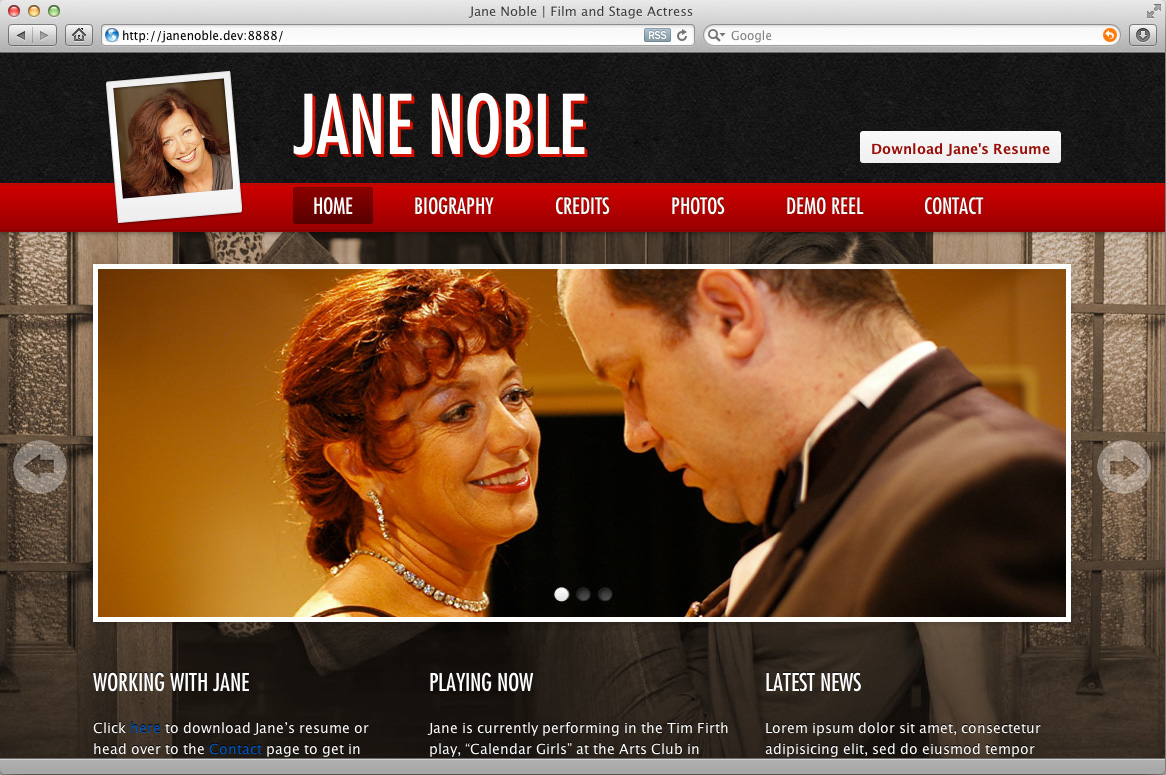 Jane Noble | Film and Stage Actress
http://janenoble.dev:8888/
RSS
Google
JANE NOBLE
Download Jane's Resume
HOME
BIOGRAPHY
CREDITS
PHOTOS
DEMO REEL
CONTACT
WORKING WITH JANE
Click here to download Jane’s resume or
head over to the Contact page to get in
PLAYING NOW
Jane is currently performing in the Tim Firth
play, “Calendar Girls” at the Arts Club in
LATEST NEWS
Lorem ipsum dolor sit amet, consectetur
adipisicing elit, sed do eiusmod tempor